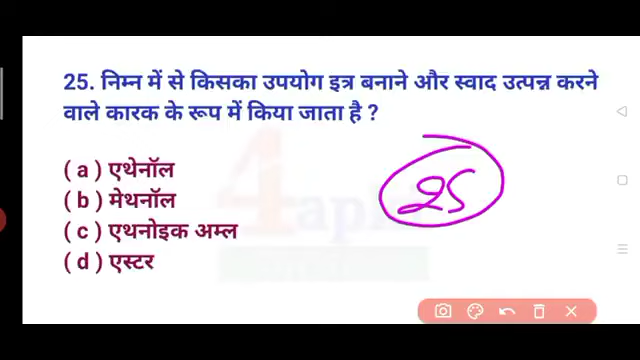 25. निम्न में से किसका उपयोग इत्र बनाने और स्वाद उत्पन्न करने
वाले कारक के रूप में किया जाता है ?
( a ) एथेनॉल
( b ) मेथनॉल
( c ) एथनोइक अम्ल
( d ) एस्टर
25